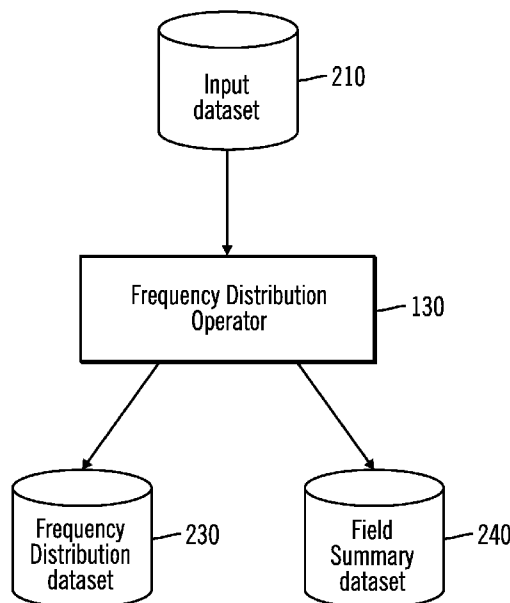 Input
dataset
210
Frequency Distribution
Operator
130
Frequency
Distribution
dataset
230
Field
Summary
dataset
240